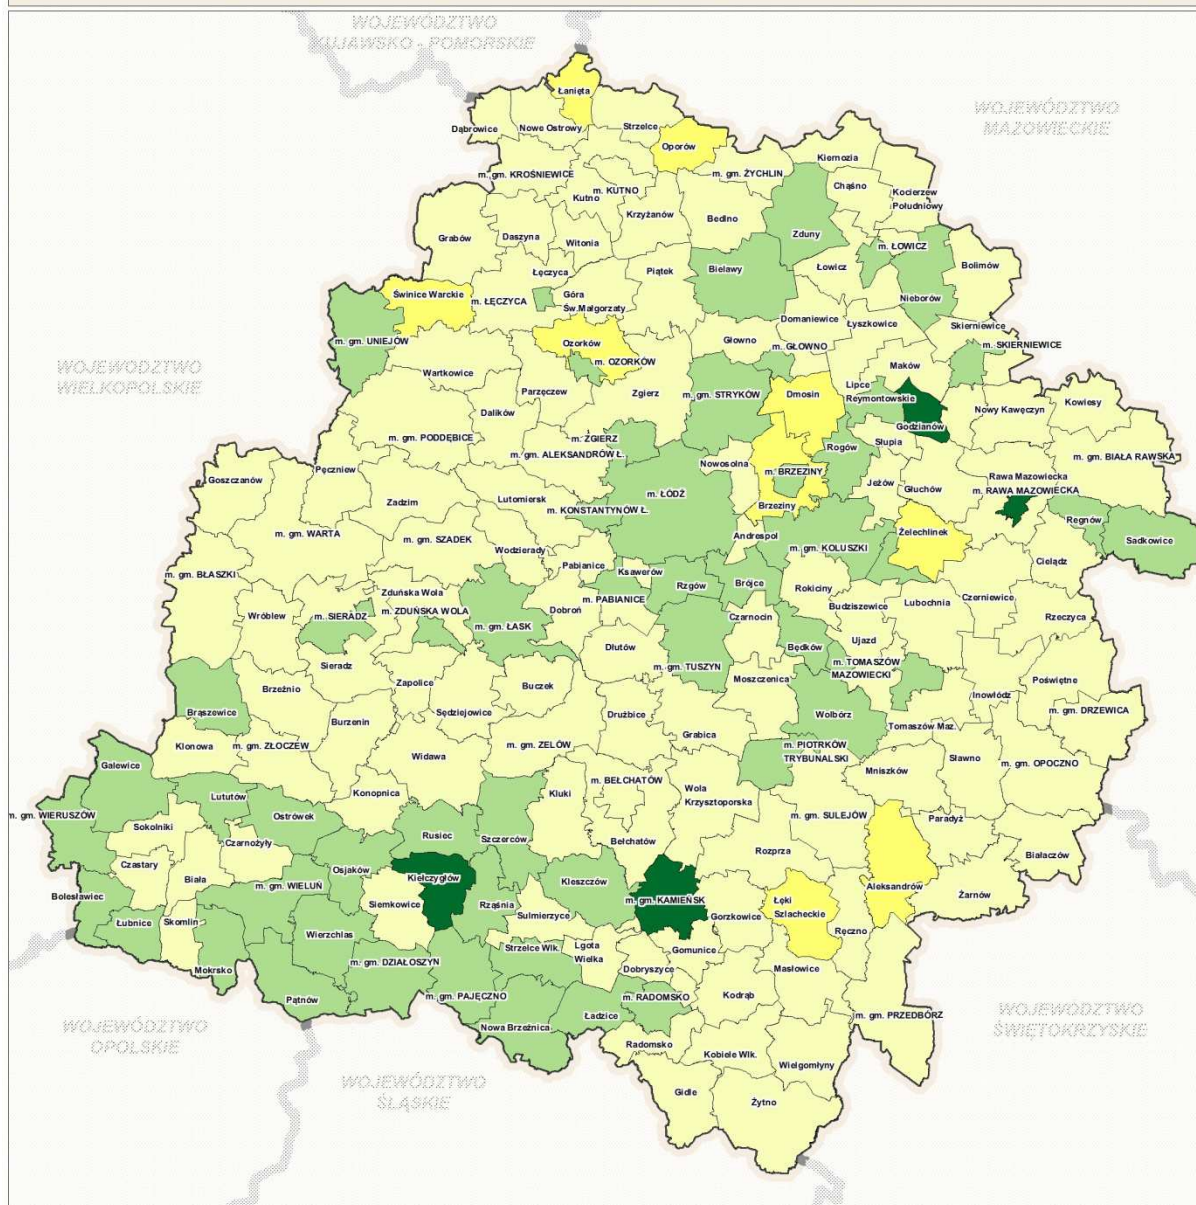 WOJEWÓDZTWO
KUJAWSKO - POMORSKIE
WOJEWÓDZTWO
MAZOWIECKIE
Łanięta
Dąbrowice
Nowe Ostrowy
Strzelce
Oporów
m. gm. KROŚNIEWICE
m. KUTNO
Kutno
m. gm. ŻYCHLIN
Kiernozia
Chąśno
Kocierzew
Południowy
Krzyżanów
Bedlno
Zduny
Grabów
Daszyna
Witonia
m. ŁOWICZ
Łęczyca
Piątek
Bielawy
Łowicz
Bolimów
Świnice Warckie
m. ŁĘCZYCA
Góra
Św.Małgorzaty
Nieborów
m. gm. UNIEJÓW
Ozorków
m. OZORKÓW
Głowno
Domaniewice
m. GŁOWNO
Łyszkowice
Skierniewice
m. SKIERNIEWICE
WOJEWÓDZTWO
WIELKOPOLSKIE
Wartkowice
Parzęczew
Zgierz
m. gm. STRYKÓW
Dmosin
Lipce
Reymontowskie
Maków
Godzianów
Nowy Kawęczyn
Kowiesy
Dalików
m. gm. PODDĘBICE
m. ZGIERZ
m. gm. ALEKSANDRÓW Ł.
Nowosolna
m. BRZEZINY
Rogów
Słupia
m. gm. BIAŁA RAWSKA
Goszczanów
Pęczniew
Zadzim
Lutomiersk
m. ŁÓDŹ
m. KONSTANTYNÓW Ł.
Brzeziny
Jeżów
Głuchów
Rawa Mazowiecka
m. RAWA MAZOWIECKA
Regnów
Sadkowice
m. gm. WARTA
m. gm. SZADEK
Wodzierady
Andrespol
m. gm. KOLUSZKI
Żelechlinek
Cielądz
m. gm. BŁASZKI
Zduńska Wola
Pabianice
Ksawerów
Rzgów
Brójce
Rokiciny
Wróblew
m. SIERADZ
m. ZDUŃSKA WOLA
m. gm. ŁASK
Dobroń
m. PABIANICE
Czarnocin
Budziszewice
Lubochnia
Czerniewice
Rzeczyca
Sieradz
Dłutów
m. gm. TUSZYN
Będków
Ujazd
m. TOMASZÓW
MAZOWIECKI
Brąszewice
Brzeźnio
Zapolice
Buczek
Moszczenica
Inowłódz
Poświętne
Burzenin
Sędziejowice
Drużbice
Wolbórz
m. gm. DRZEWICA
Klonowa
m. gm. ZŁOCZEW
Widawa
m. gm. ZELÓW
Grabica
m. PIOTRKÓW
TRYBUNALSKI
Tomaszów Maz.
Galewice
Konopnica
Kluki
m. BEŁCHATÓW
Wola
Krzysztoporska
Mniszków
Sławno
m. gm. OPOCZNO
m. gm. WIERUSZÓW
Lututów
Ostrówek
m. gm. SULEJÓW
Paradyż
Sokolniki
Czarnożyły
Rusiec
Szczerców
Bełchatów
Rozprza
Białaczów
Czastary
Biała
Osjaków
Kiełczygłów
Kleszczów
Aleksandrów
Żarnów
Bolesławiec
m. gm. WIELUŃ
Siemkowice
Rząśnia
m. gm. KAMIEŃSK
Łęki
Szlacheckie
Łubnice
Skomlin
Wierzchlas
Sulmierzyce
Gorzkowice
Ręczno
m. gm. DZIAŁOSZYN
Strzelce Wlk.
Lgota
Wielka
Gomunice
Mokrsko
Dobryszyce
Masłowice
Pątnów
m. gm. PAJĘCZNO
m. RADOMSKO
Kodrąb
m. gm. PRZEDBÓRZ
WOJEWÓDZTWO
ŚWIĘTOKRZYSKIE
WOJEWÓDZTWO
OPOLSKIE
Nowa Brzeźnica
Ładzice
Radomsko
Kobiele Wlk.
Wielgomłyny
WOJEWÓDZTWO
ŚLĄSKIE
Gidle
Żytno